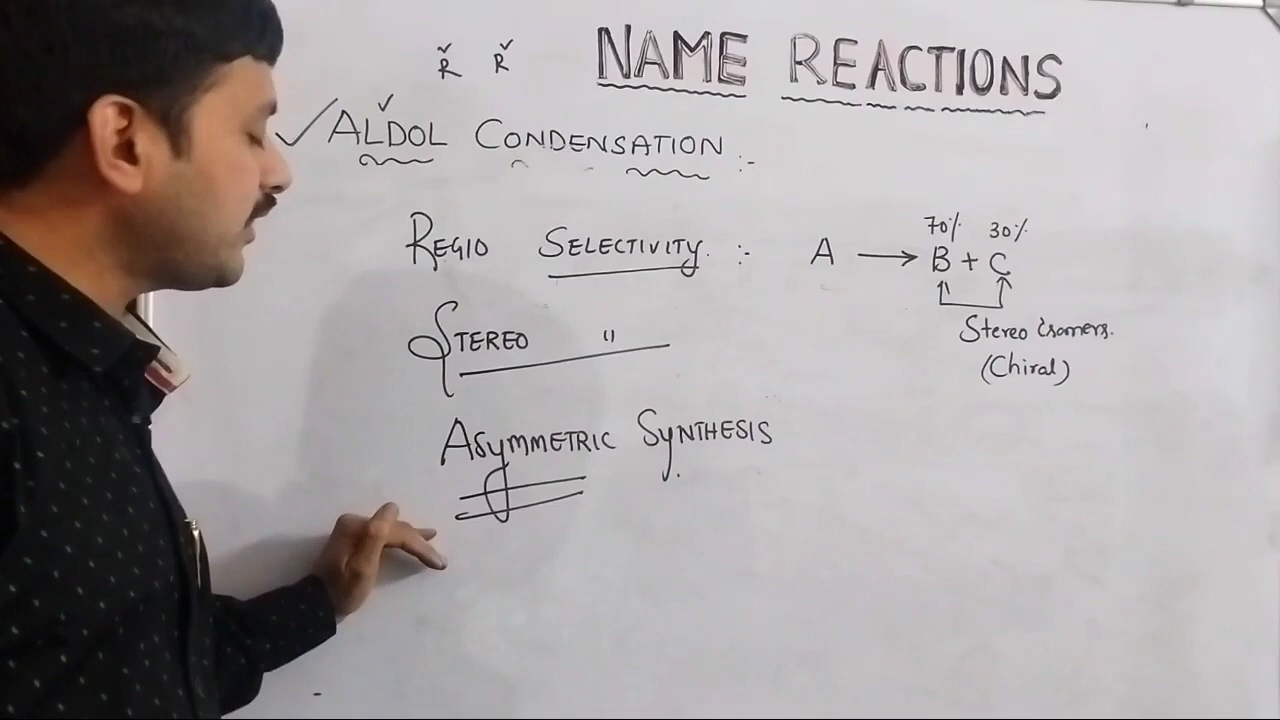 R R NAME REACTIONS
ALDOL CONDENSATION :-
REGIO SELECTIVITY :- A → B + C
70% 30%
Stereo isomers.
(Chiral)
STEREO "
ASYMMETRIC SYNTHESIS